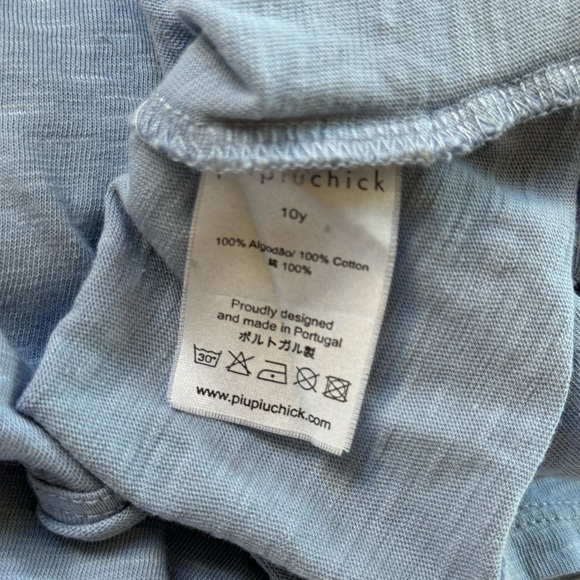 piupiuchick
10y
100% Algodão/ 100% Cotton
綿 100%
Proudly designed
and made in Portugal
ポルトガル製
30°
www.piupiuchick.com